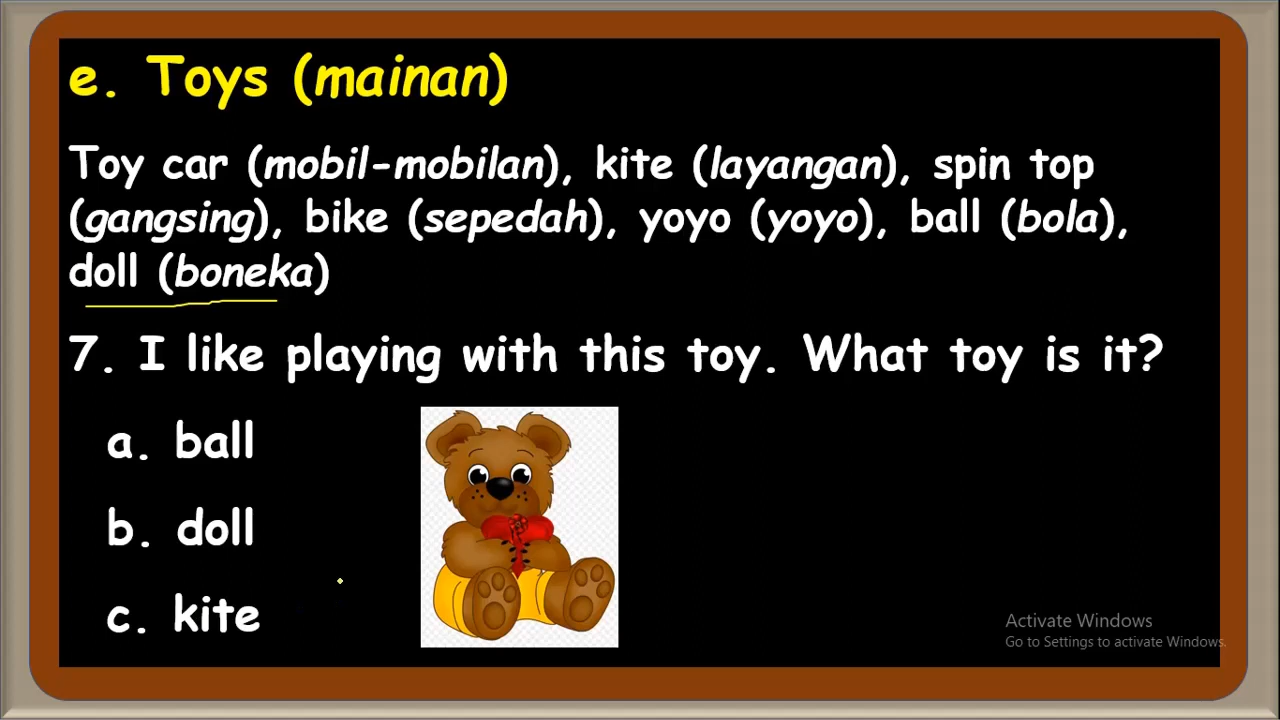 e. Toys (mainan)
Toy car (mobil-mobilan), kite (layangan), spin top
(gangsing), bike (sepedah), yoyo (yoyo), ball (bola),
doll (boneka)
7. I like playing with this toy. What toy is it?
a. ball
b. doll
c. kite
Activate Windows
Go to Settings to activate Windows.